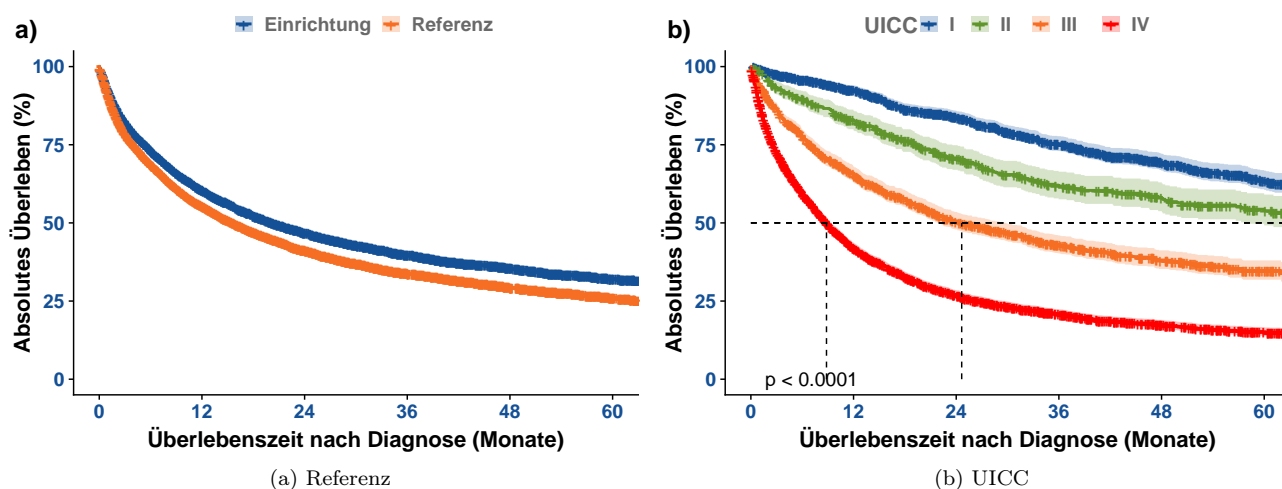 a)
Einrichtung Referenz
Absolutes Überleben (%)
100
75
50
25
0
0 12 24 36 48 60
Überlebenszeit nach Diagnose (Monate)
(a) Referenz
b)
UICC I II III IV
Absolutes Überleben (%)
100
75
50
25
0
p < 0.0001
0 12 24 36 48 60
Überlebenszeit nach Diagnose (Monate)
(b) UICC